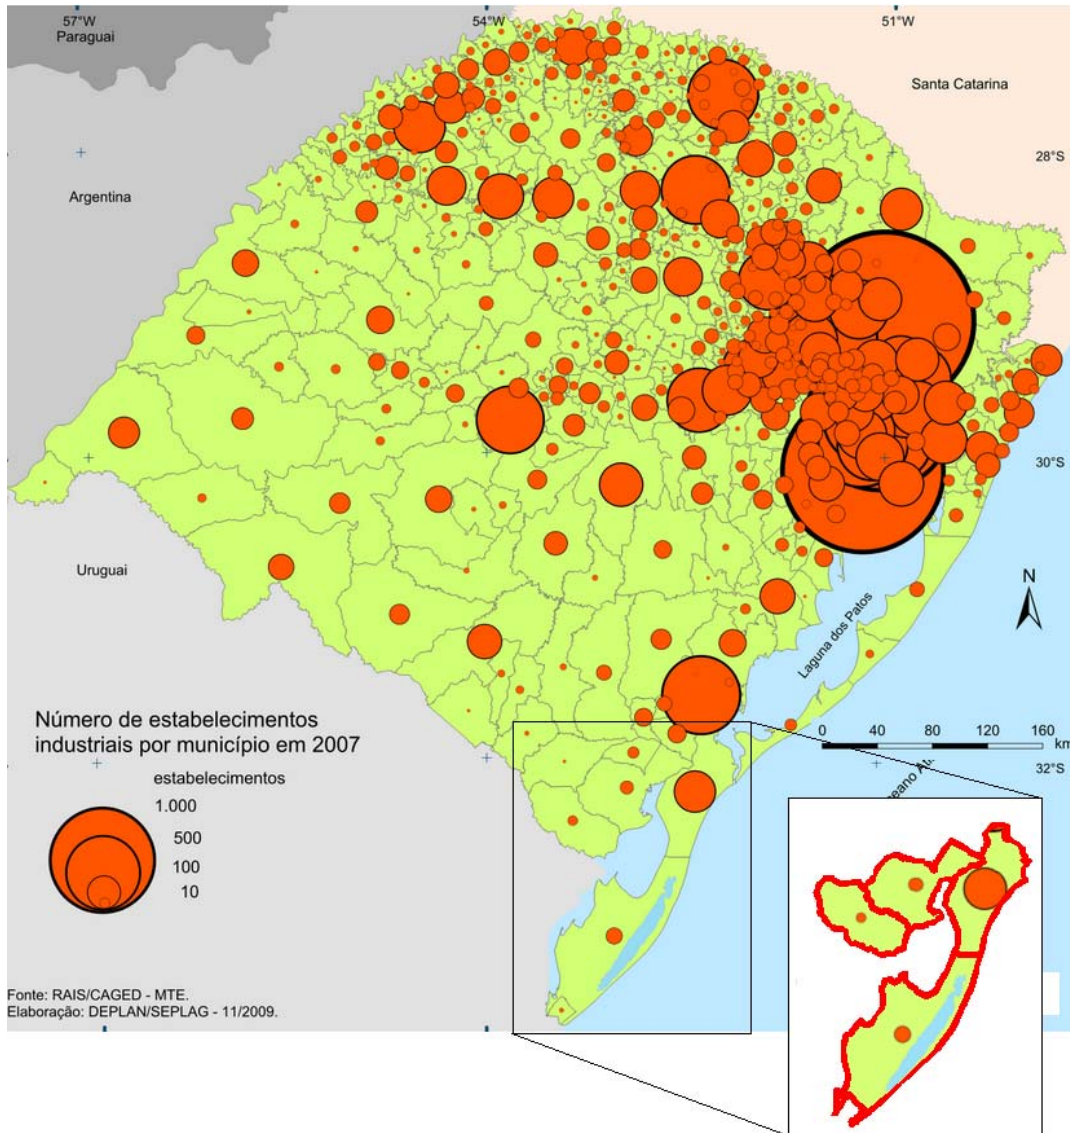 57°W
54°W
51°W
Paraguai
Santa Catarina
28°S
Argentina
30°S
Uruguai
N
Laguna dos Patos
Número de estabelecimentos
industriais por município em 2007
estabelecimentos
1.000
500
100
10
0 40 80 120 160
km
32°S
Fonte: RAIS/CAGED - MTE.
Elaboração: DEPLAN/SEPLAG - 11/2009.